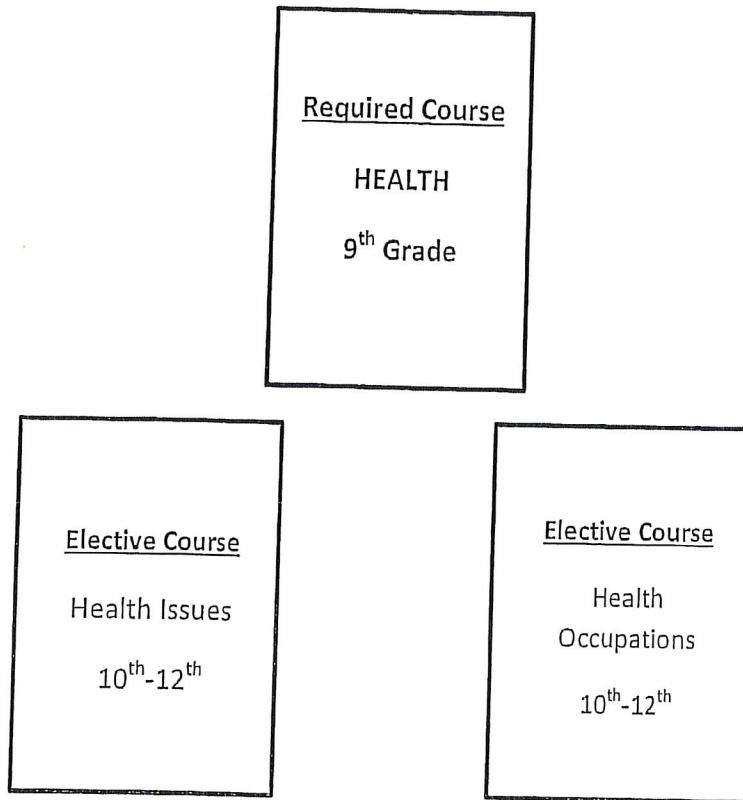 Required Course
HEALTH
9th Grade
Elective Course
Health Issues
10th-12th
Elective Course
Health
Occupations
10th-12th